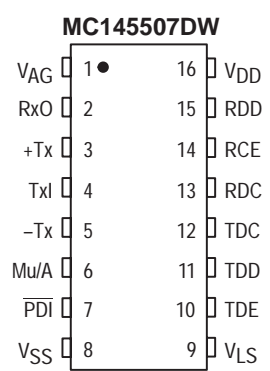 MC145507DW
VAG 1 16 VDD
RxO 2 15 RDD
+Tx 3 14 RCE
TxI 4 13 RDC
–Tx 5 12 TDC
Mu/A 6 11 TDD
PDI 7 10 TDE
VSS 8 9 VLS